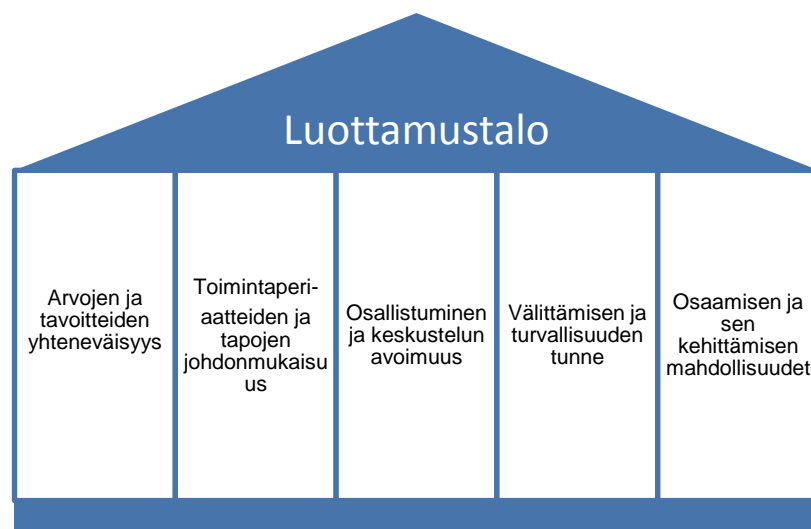 Luottamustalo
Arvojen ja
tavoitteiden
yhteneväisyys
Toimintaperi-
aatteiden ja
tapojen
johdonmukaisu
us
Osallistuminen
ja keskustelun
avoimuus
Välittämisen ja
turvallisuuden
tunne
Osaamisen ja
sen
kehittämisen
mahdollisuudet